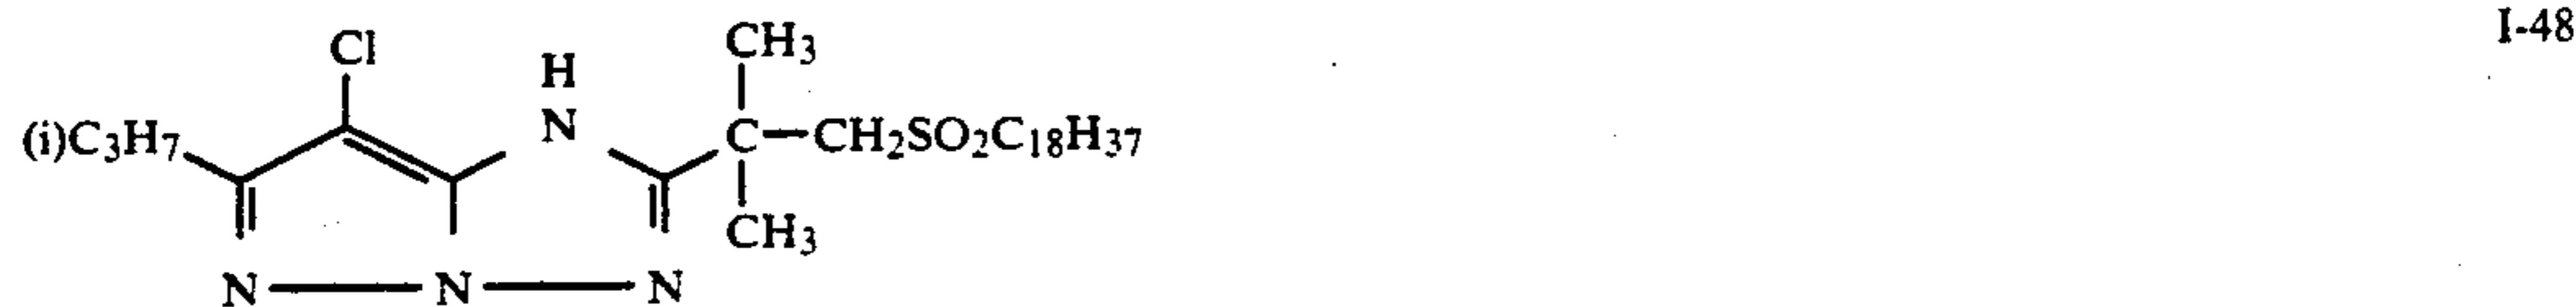 Cl CH₃ I-48
H
(i)C₃H₇ N C—CH₂SO₂C₁₈H₃₇
CH₃
N N N